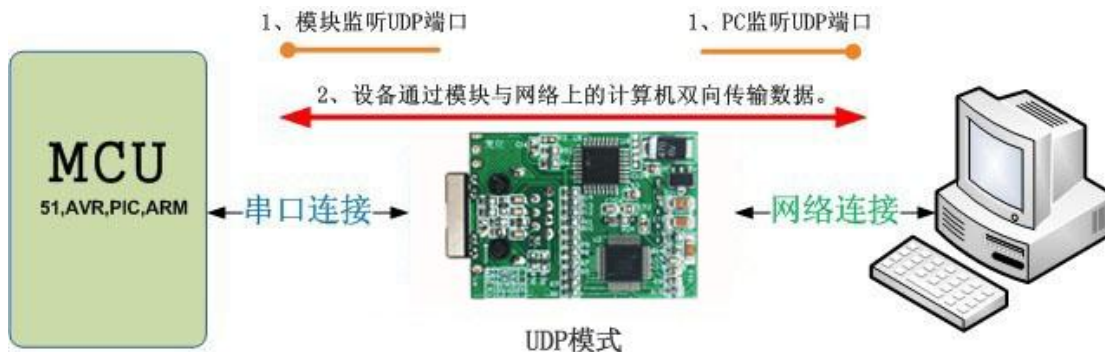 1、模块监听UDP端口
1、PC监听UDP端口
2、设备通过模块与网络上的计算机双向传输数据。
MCU
51,AVR,PIC,ARM
串口连接
网络连接
UDP模式